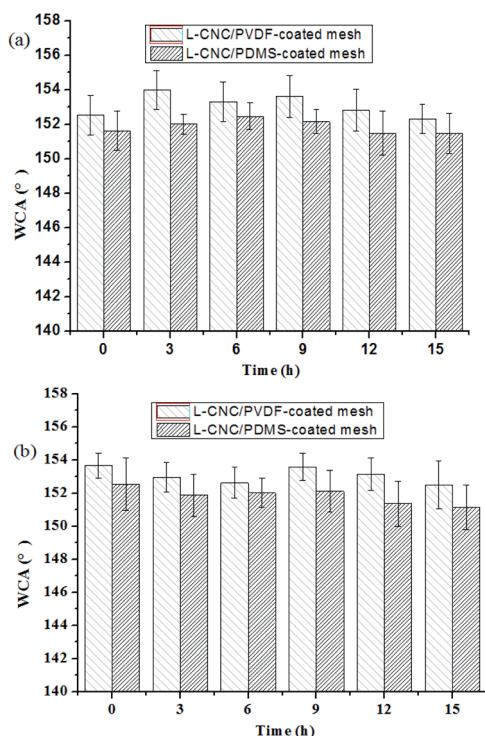 (a)
L-CNC/PVDF-coated mesh
L-CNC/PDMS-coated mesh
158
156
154
152
150
148
146
144
142
140
WCA (°)
0 3 6 9 12 15
Time (h)
(b)
L-CNC/PVDF-coated mesh
L-CNC/PDMS-coated mesh
158
156
154
152
150
148
146
144
142
140
WCA (°
0 3 6 9 12 15
Time (h)